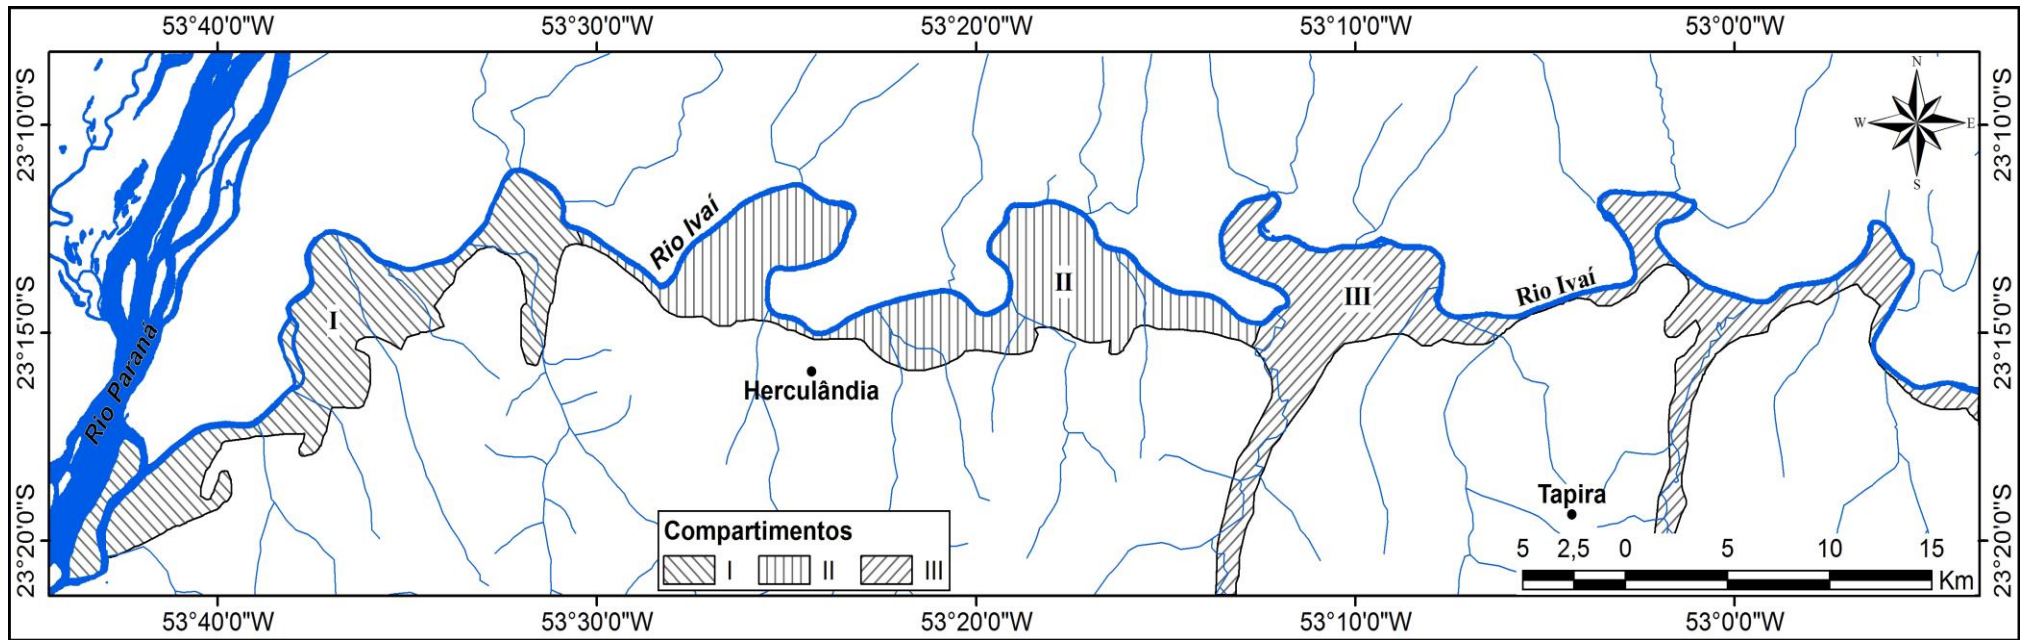 53°40'0"W 53°30'0"W 53°20'0"W 53°10'0"W 53°0'0"W
23°10'0"S
23°10'0"S
N
W E
S
Rio Ivaí
II
I
III
Rio Ivaí
23°15'0"S
23°15'0"S
Rio Paraná
Herculândia
Tapira
23°20'0"S
23°20'0"S
Compartimentos
I II III
5 2,5 0 5 10 15
Km
53°40'0"W 53°30'0"W 53°20'0"W 53°10'0"W 53°0'0"W